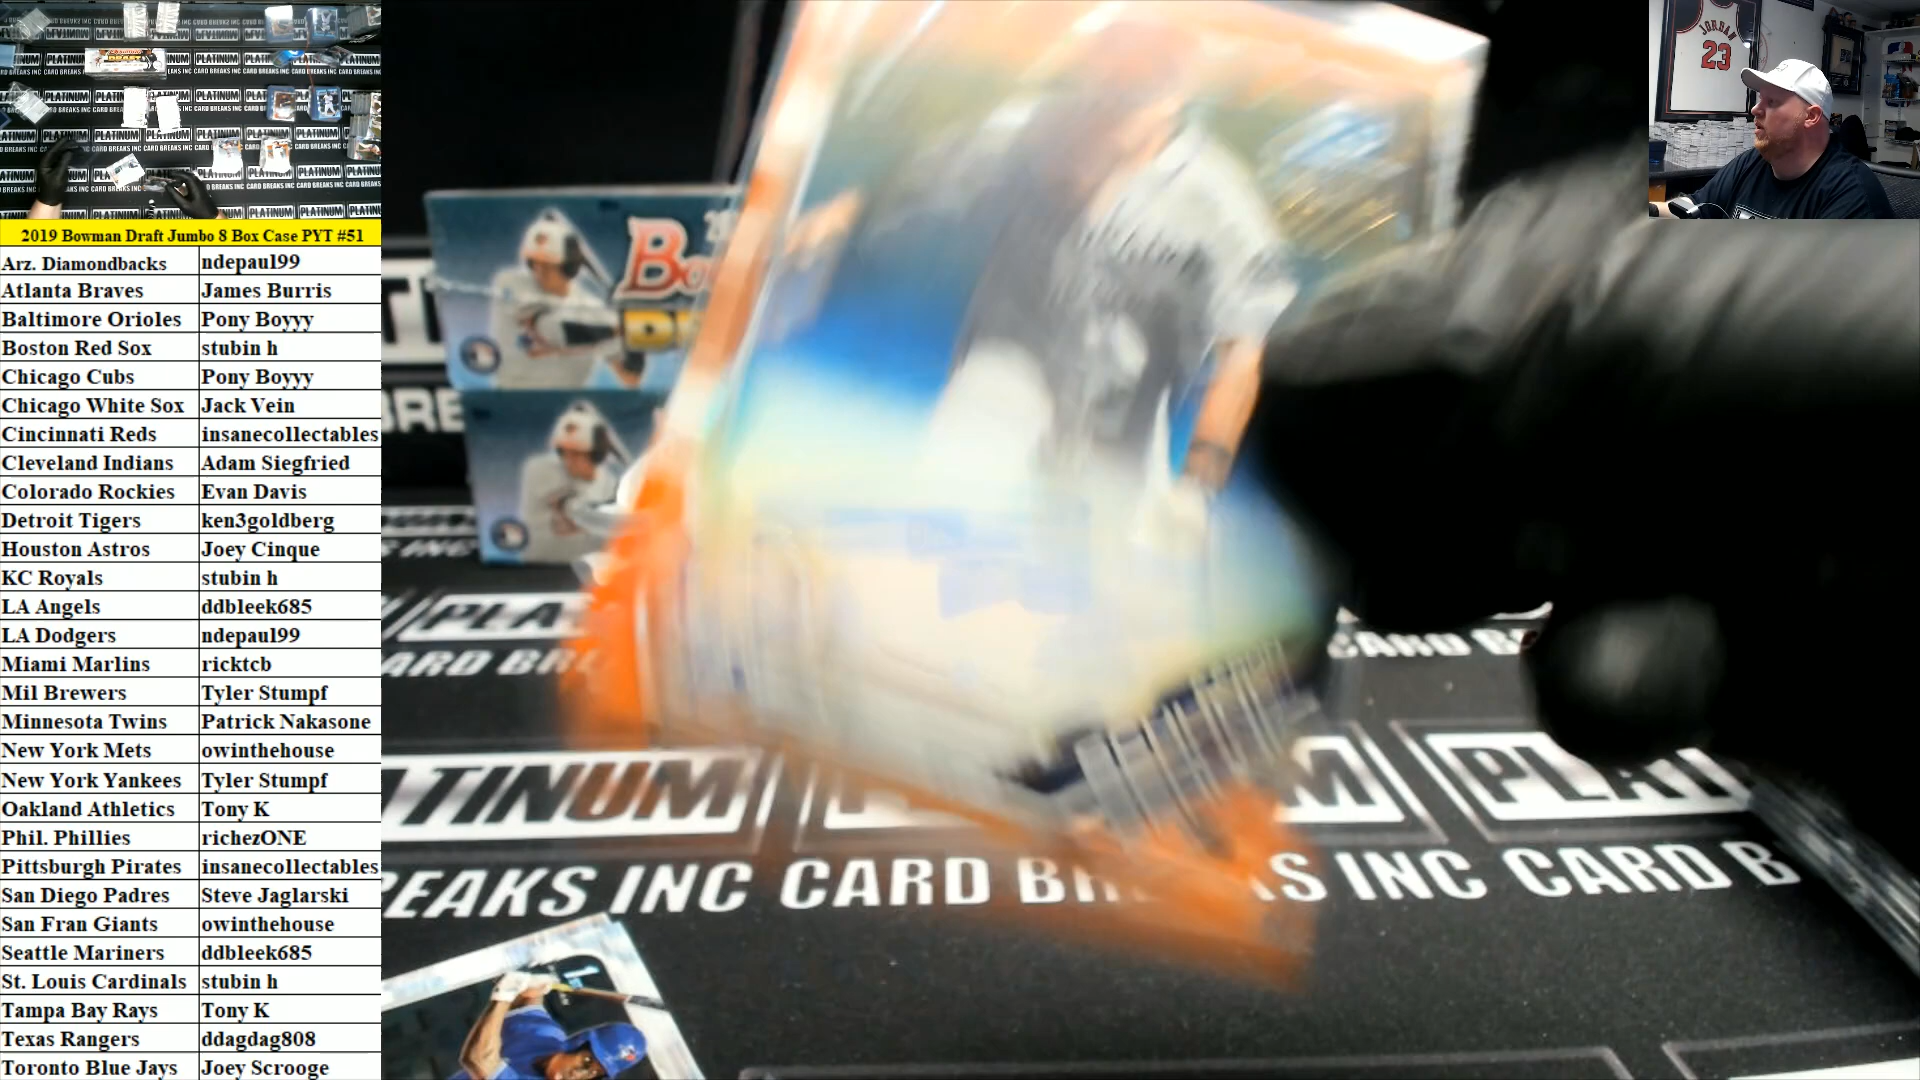 2019 Bowman Draft Jumbo 8 Box Case PYT #51
Arz. Diamondbacks ndepaul99
Atlanta Braves James Burris
Baltimore Orioles Pony Boyyy
Boston Red Sox stubin h
Chicago Cubs Pony Boyyy
Chicago White Sox Jack Vein
Cincinnati Reds insanecollectables
Cleveland Indians Adam Siegfried
Colorado Rockies Evan Davis
Detroit Tigers ken3goldberg
Houston Astros Joey Cinque
KC Royals stubin h
LA Angels ddbleek685
LA Dodgers ndepaul99
Miami Marlins ricktcb
Mil Brewers Tyler Stumpf
Minnesota Twins Patrick Nakasone
New York Mets owinthehouse
New York Yankees Tyler Stumpf
Oakland Athletics Tony K
Phil. Phillies richezONE
Pittsburgh Pirates insanecollectables
San Diego Padres Steve Jaglarski
San Fran Giants owinthehouse
Seattle Mariners ddbleek685
St. Louis Cardinals stubin h
Tampa Bay Rays Tony K
Texas Rangers ddagdag808
Toronto Blue Jays Joey Scrooge
JORDAN
23
TINUM
EAKS INC CARD BR
S INC CARD B